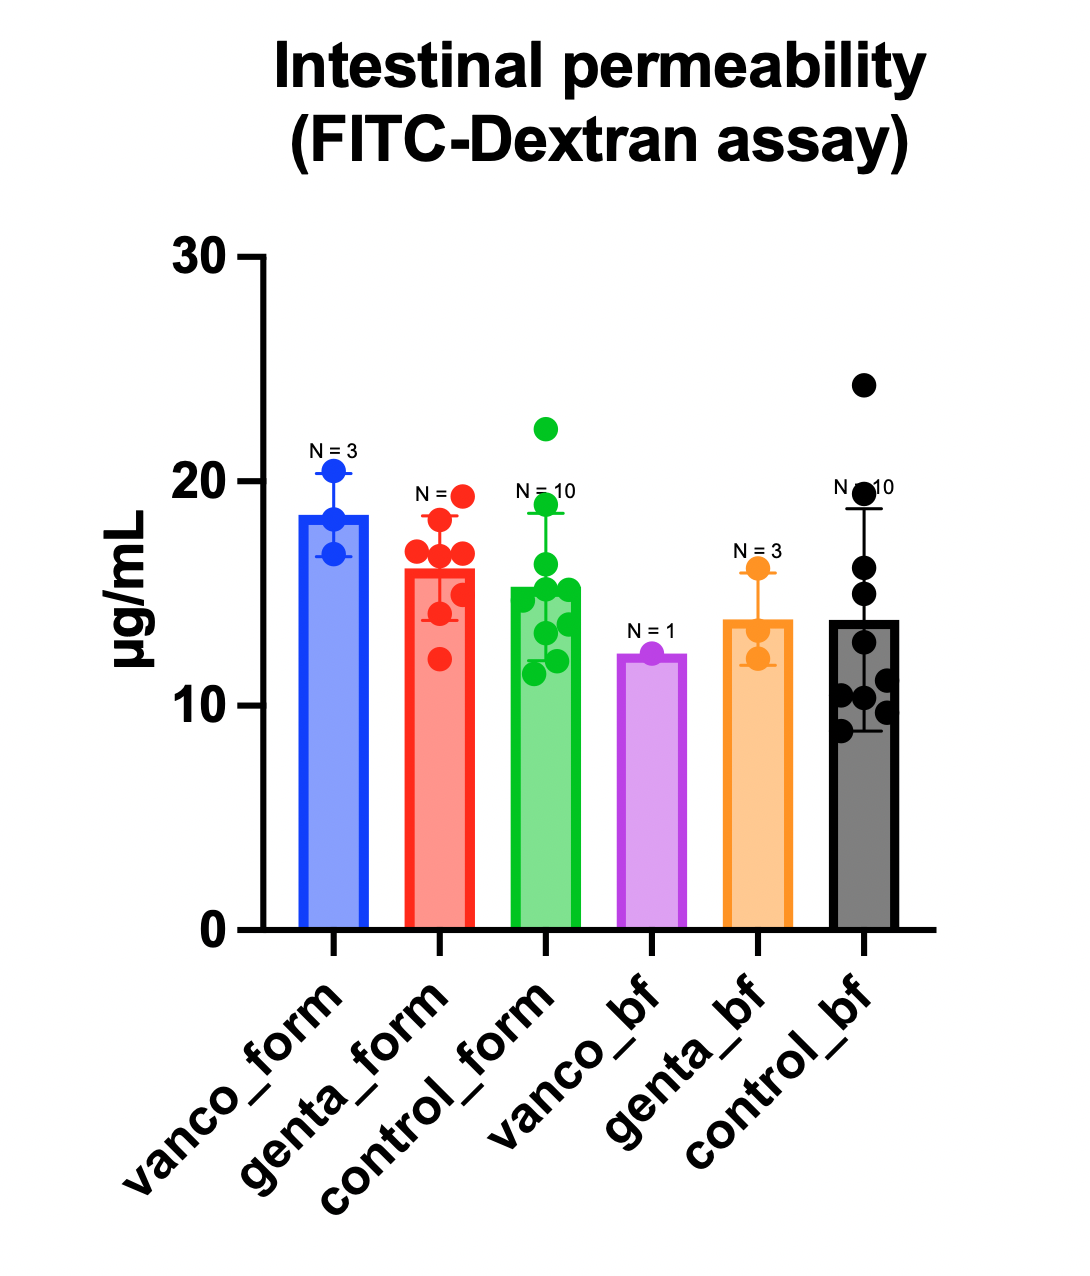 Intestinal permeability
(FITC-Dextran assay)
30
20
10
0
µg/mL
N = 3
N =
N = 10
N = 1
N = 3
N = 10
vanco_form
genta_form
control_form
vanco_bf
genta_bf
control_bf